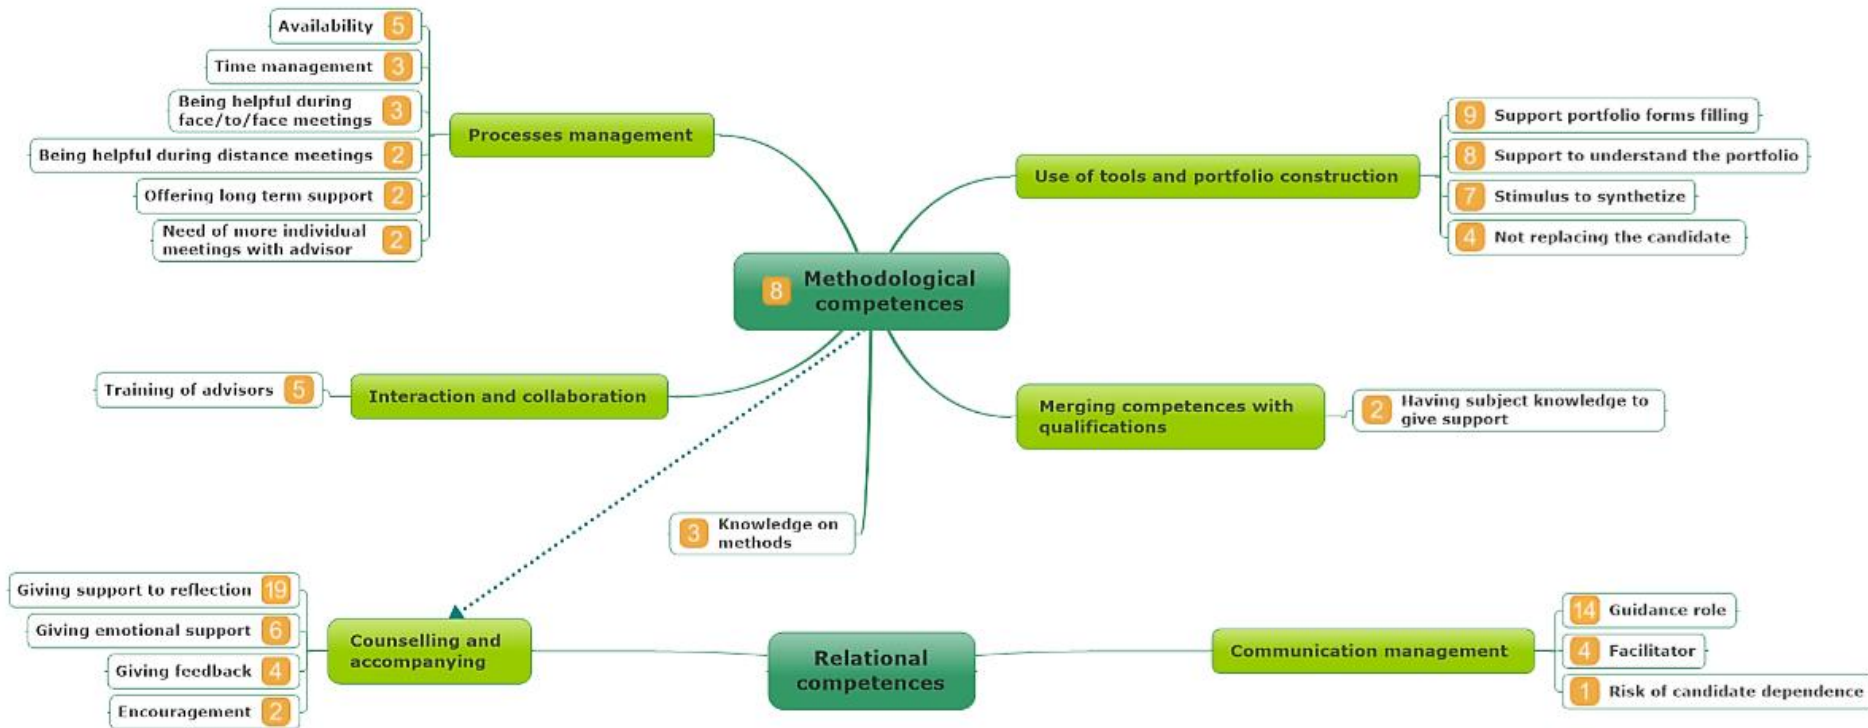 Availability 5
Time management 3
Being helpful during
face/to/face meetings 3
Being helpful during distance meetings 2
Offering long term support 2
Need of more individual
meetings with advisor 2
Processes management
Use of tools and portfolio construction
9 Support portfolio forms filling
8 Support to understand the portfolio
7 Stimulus to synthetize
4 Not replacing the candidate
8 Methodological
competences
Training of advisors 5
Interaction and collaboration
Merging competences with
qualifications
2 Having subject knowledge to
give support
3 Knowledge on
methods
Giving support to reflection 19
Giving emotional support 6
Giving feedback 4
Encouragement 2
Counselling and
accompanying
Relational
competences
Communication management
14 Guidance role
4 Facilitator
1 Risk of candidate dependence